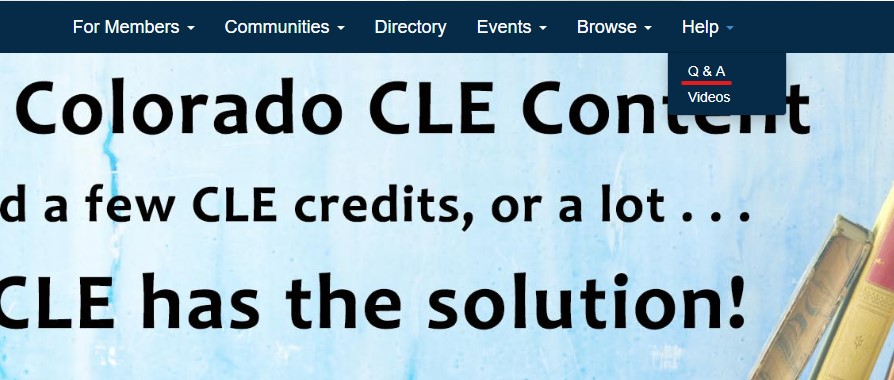 For Members Communities Directory Events Browse Help
Q & A
Videos
Colorado CLE Content
d a few CLE credits, or a lot . . .
CLE has the solution!